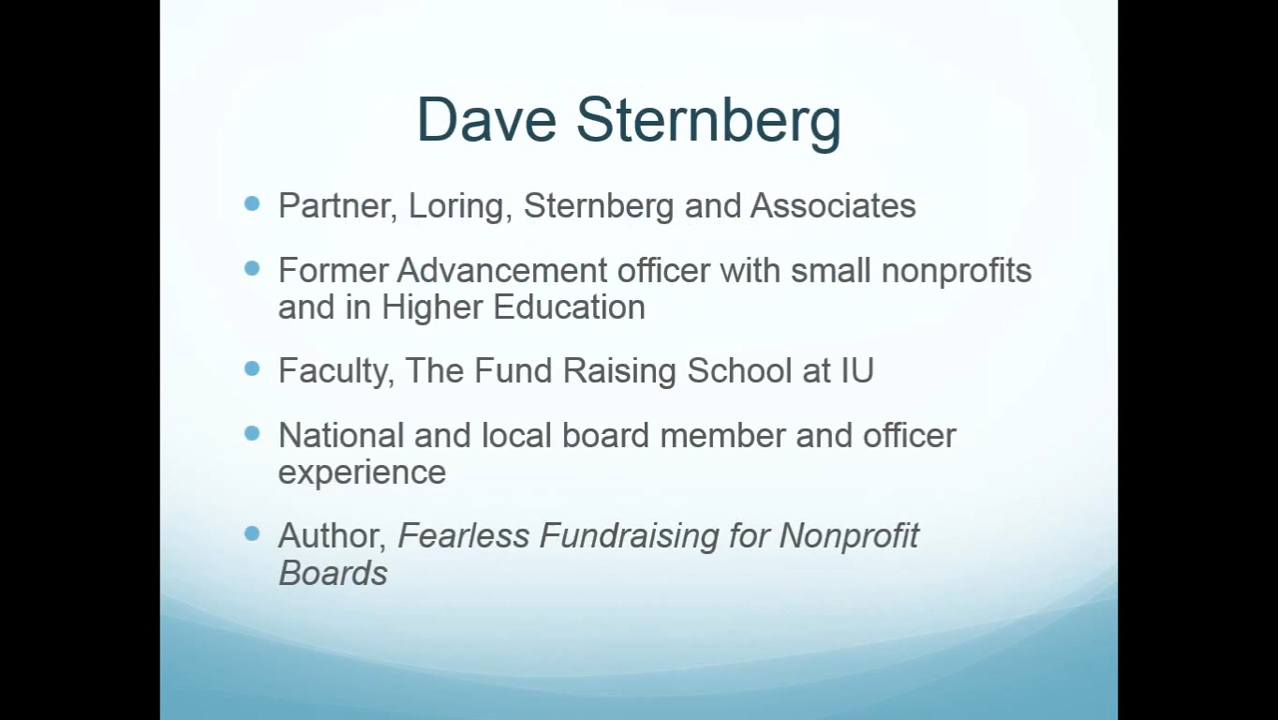 Dave Sternberg
Partner, Loring, Sternberg and Associates
Former Advancement officer with small nonprofits
and in Higher Education
Faculty, The Fund Raising School at IU
National and local board member and officer
experience
Author, Fearless Fundraising for Nonprofit
Boards